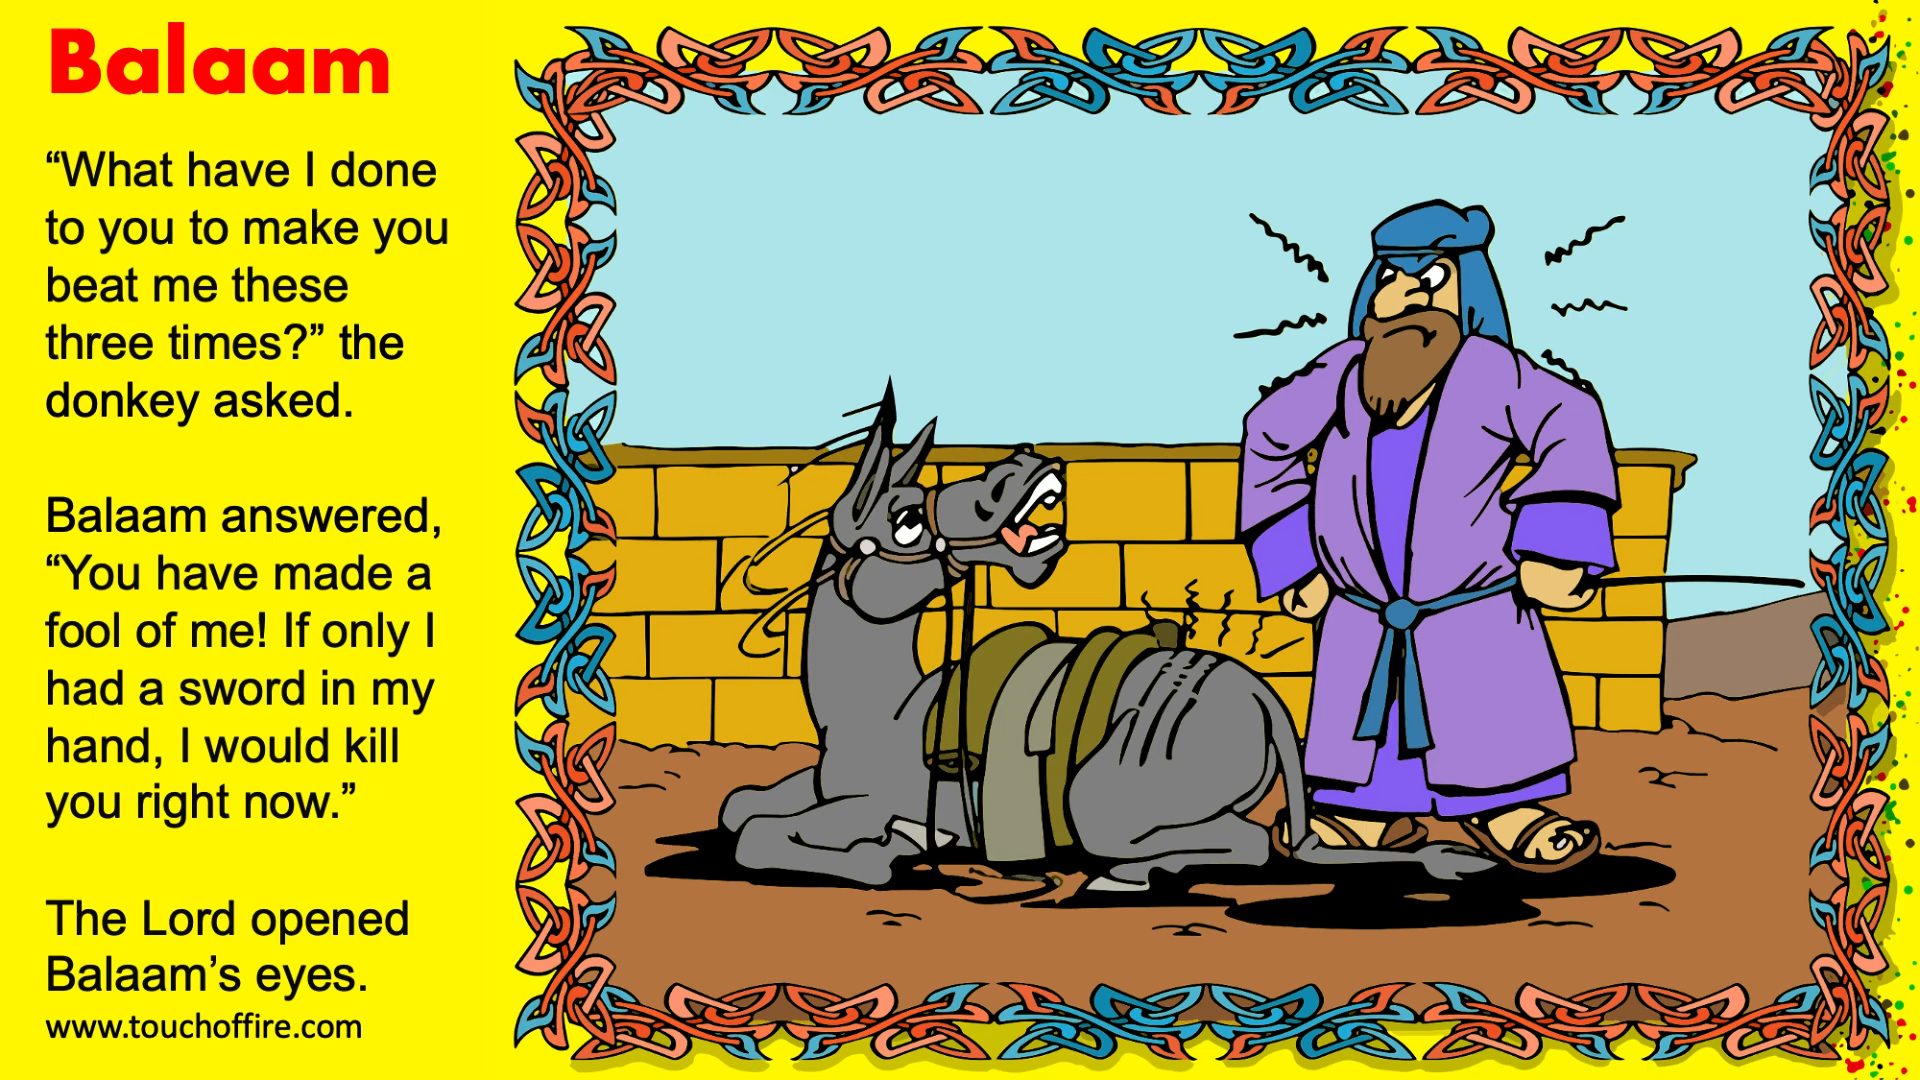 Balaam
“What have I done
to you to make you
beat me these
three times?” the
donkey asked.
Balaam answered,
“You have made a
fool of me! If only I
had a sword in my
hand, I would kill
you right now.”
The Lord opened
Balaam’s eyes.
www.touchoffire.com